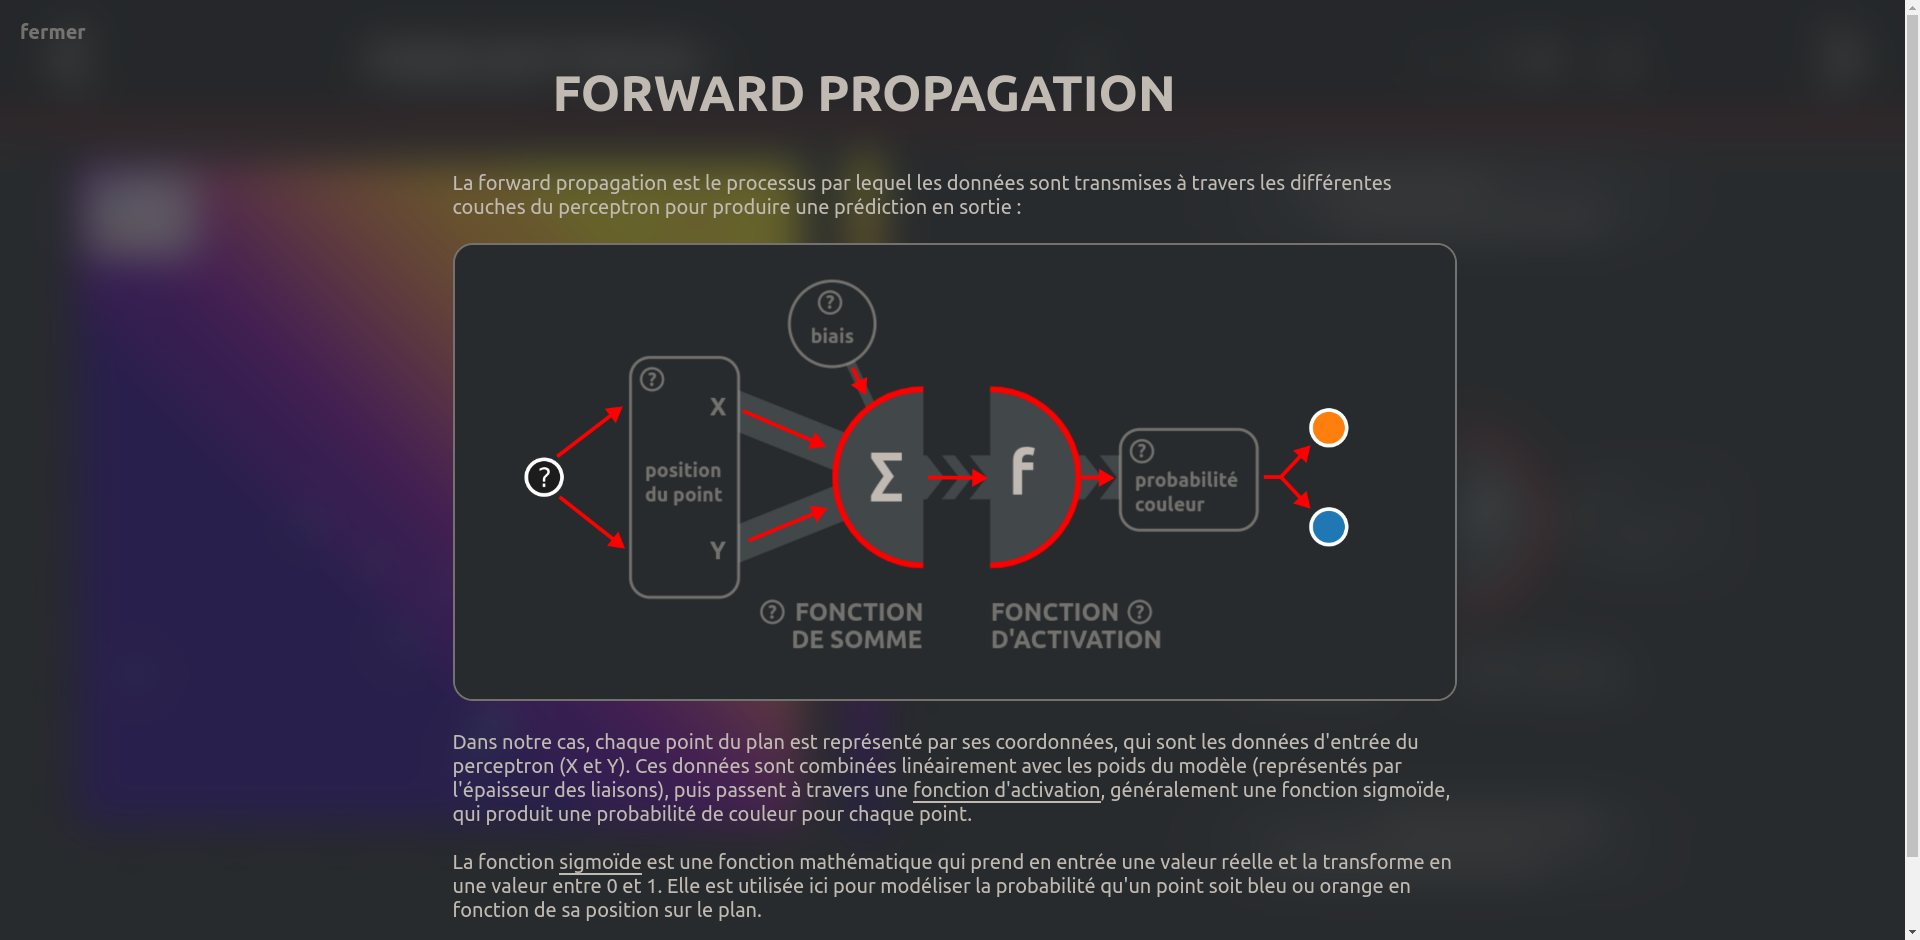 fermer
FORWARD PROPAGATION
La forward propagation est le processus par lequel les données sont transmises à travers les différentes
couches du perceptron pour produire une prédiction en sortie :
?
biais
?
X
?
position
du point
Y
Σ
f
?
probabilité
couleur
? FONCTION
DE SOMME
FONCTION ?
D'ACTIVATION
Dans notre cas, chaque point du plan est représenté par ses coordonnées, qui sont les données d'entrée du
perceptron (X et Y). Ces données sont combinées linéairement avec les poids du modèle (représentés par
l'épaisseur des liaisons), puis passent à travers une fonction d'activation, généralement une fonction sigmoïde,
qui produit une probabilité de couleur pour chaque point.
La fonction sigmoïde est une fonction mathématique qui prend en entrée une valeur réelle et la transforme en
une valeur entre 0 et 1. Elle est utilisée ici pour modéliser la probabilité qu'un point soit bleu ou orange en
fonction de sa position sur le plan.